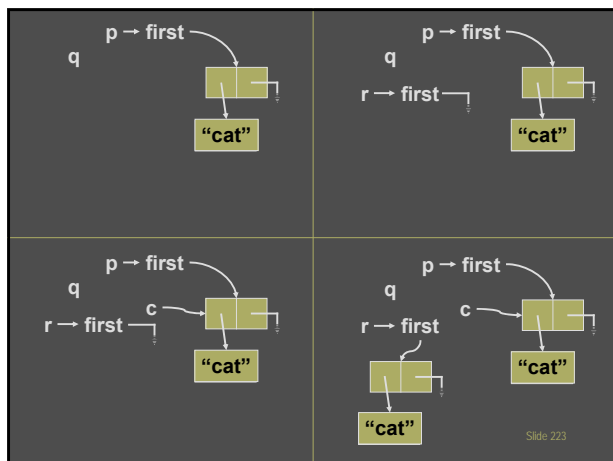 p → first
q
"cat"
p → first
q
r → first
"cat"
p → first
q
c
r → first
"cat"
p → first
q
c
r → first
"cat"
"cat"
Slide 223